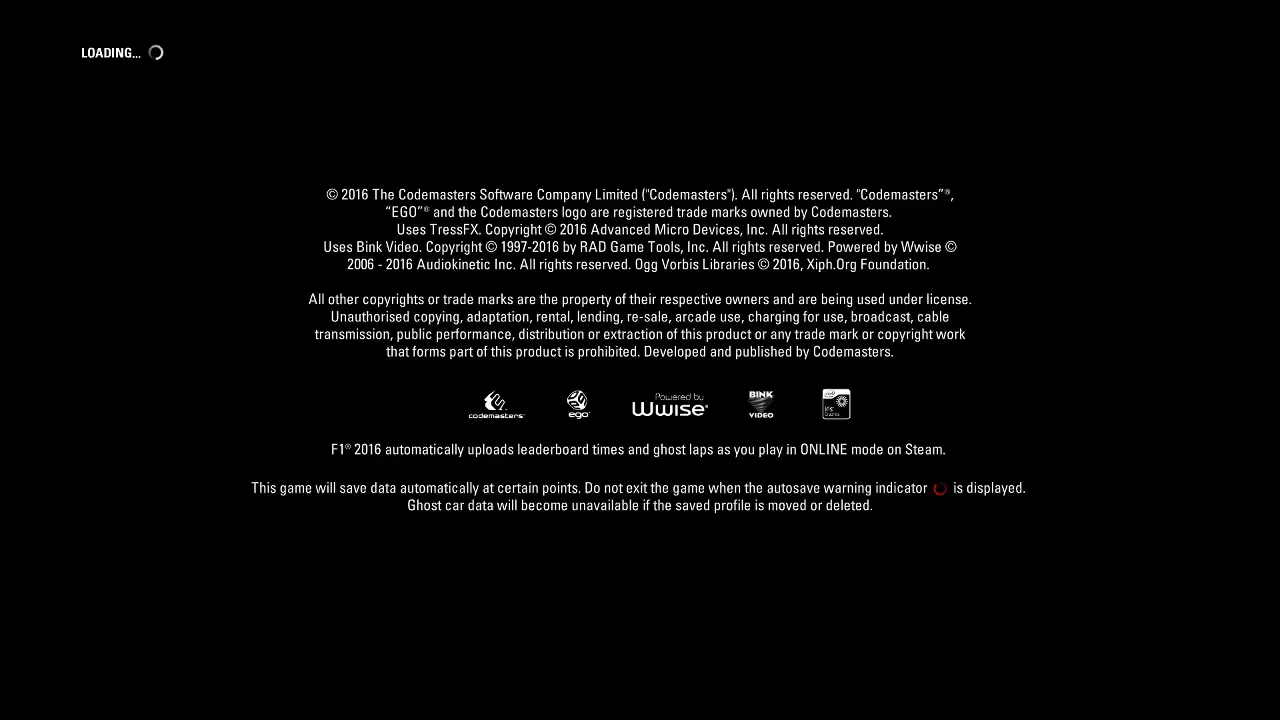 LOADING...
© 2016 The Codemasters Software Company Limited ("Codemasters"). All rights reserved. "Codemasters”®,
“EGO”® and the Codemasters logo are registered trade marks owned by Codemasters.
Uses TressFX. Copyright © 2016 Advanced Micro Devices, Inc. All rights reserved.
Uses Bink Video. Copyright © 1997-2016 by RAD Game Tools, Inc. All rights reserved. Powered by Wwise ©
2006 - 2016 Audiokinetic Inc. All rights reserved. Ogg Vorbis Libraries © 2016, Xiph.Org Foundation.
All other copyrights or trade marks are the property of their respective owners and are being used under license.
Unauthorised copying, adaptation, rental, lending, re-sale, arcade use, charging for use, broadcast, cable
transmission, public performance, distribution or extraction of this product or any trade mark or copyright work
that forms part of this product is prohibited. Developed and published by Codemasters.
codemasters
ego
Powered by
Wwise
BINK
VIDEO
F1® 2016 automatically uploads leaderboard times and ghost laps as you play in ONLINE mode on Steam.
This game will save data automatically at certain points. Do not exit the game when the autosave warning indicator is displayed.
Ghost car data will become unavailable if the saved profile is moved or deleted.